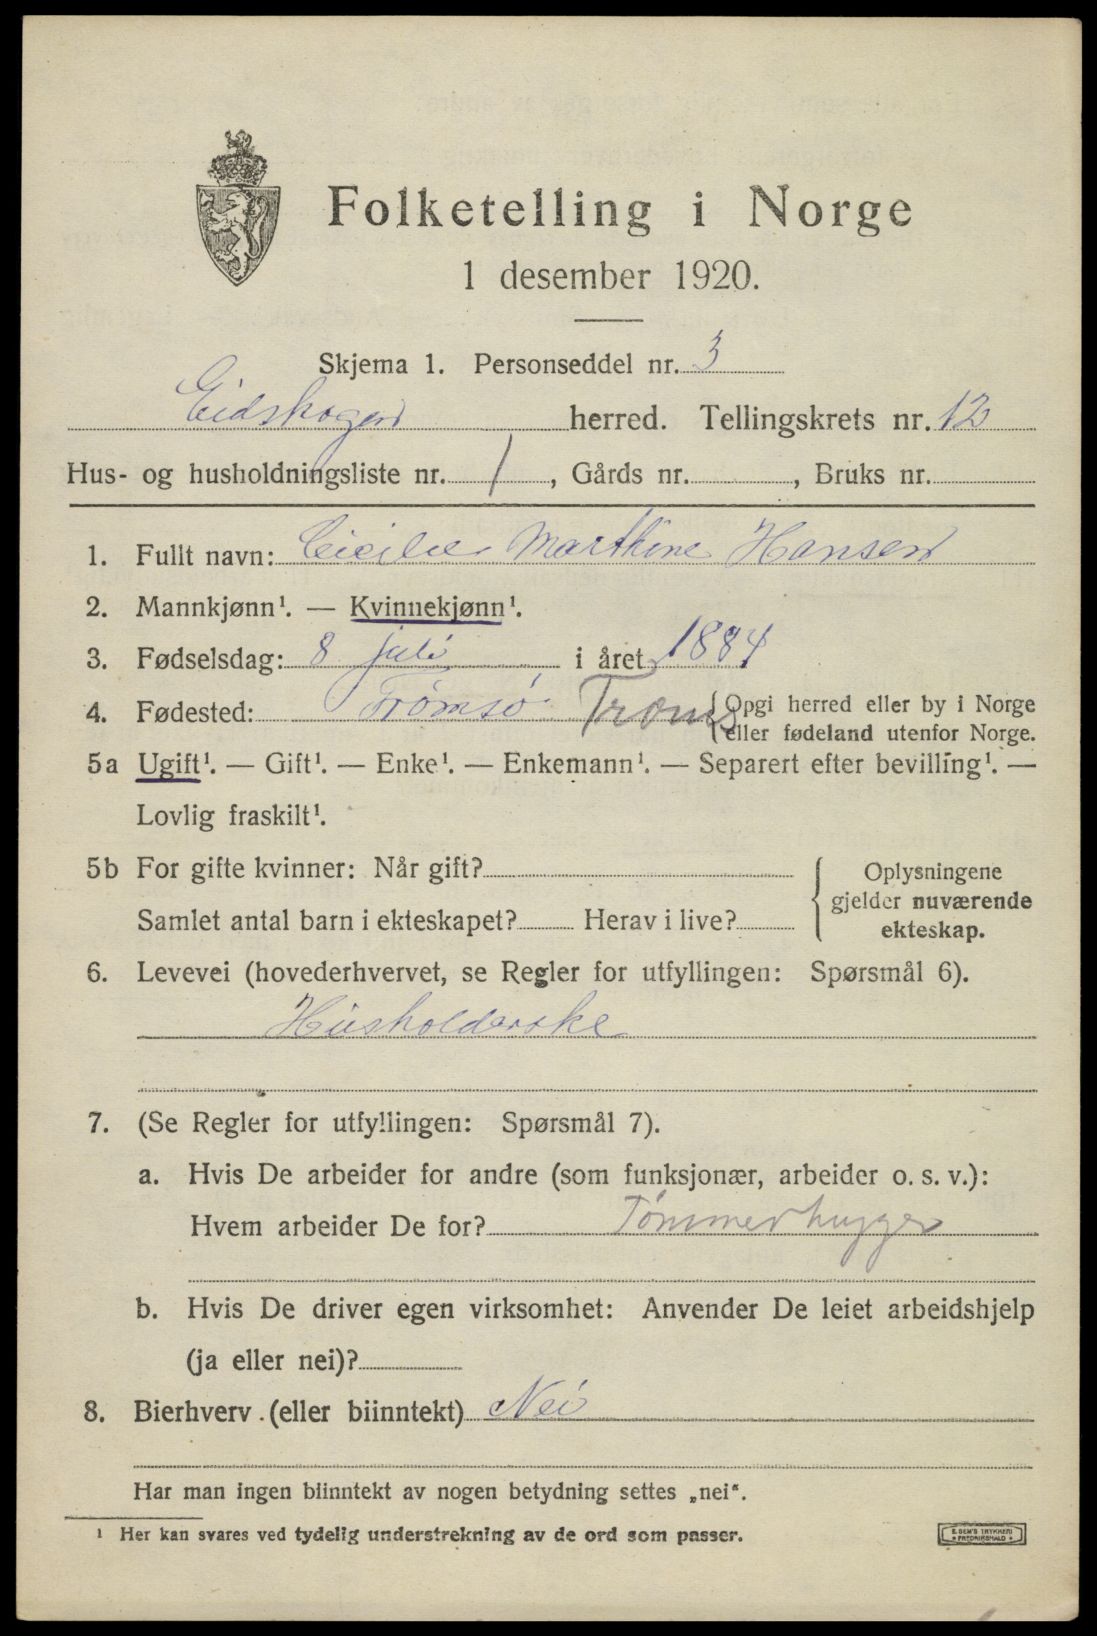 Folketelling i Norge
1 desember 1920.
Skjema 1. Personseddel nr. 3
Eidskogen herred. Tellingskrets nr. 12
Hus- og husholdningsliste nr. 1, Gårds nr. , Bruks nr.
1. Fullt navn: Cicilie Marthine Hansen
2. Mannkjønn¹. — Kvinnekjønn¹.
3. Fødselsdag: 8 juli i året 1884
4. Fødested: Tromsø Troms { Opgi herred eller by i Norge
eller fødeland utenfor Norge.
5a Ugift¹. — Gift¹. — Enke¹. — Enkemann¹. — Separert efter bevilling¹. —
Lovlig fraskilt¹.
5b For gifte kvinner: Når gift?
Samlet antal barn i ekteskapet? Herav i live?
{ Oplysningene
gjelder nuværende
ekteskap.
6. Levevei (hovederhvervet, se Regler for utfyllingen: Spørsmål 6).
Husholderske
7. (Se Regler for utfyllingen: Spørsmål 7).
a. Hvis De arbeider for andre (som funksjonær, arbeider o. s. v.):
Hvem arbeider De for? Tømmerhugger
b. Hvis De driver egen virksomhet: Anvender De leiet arbeidshjelp
(ja eller nei)?
8. Bierhverv (eller biinntekt) Nei
Har man ingen biinntekt av nogen betydning settes „nei“.
¹ Her kan svares ved tydelig understrekning av de ord som passer.
E. SEM'S TRYKKERI
FREDRIKSHALD